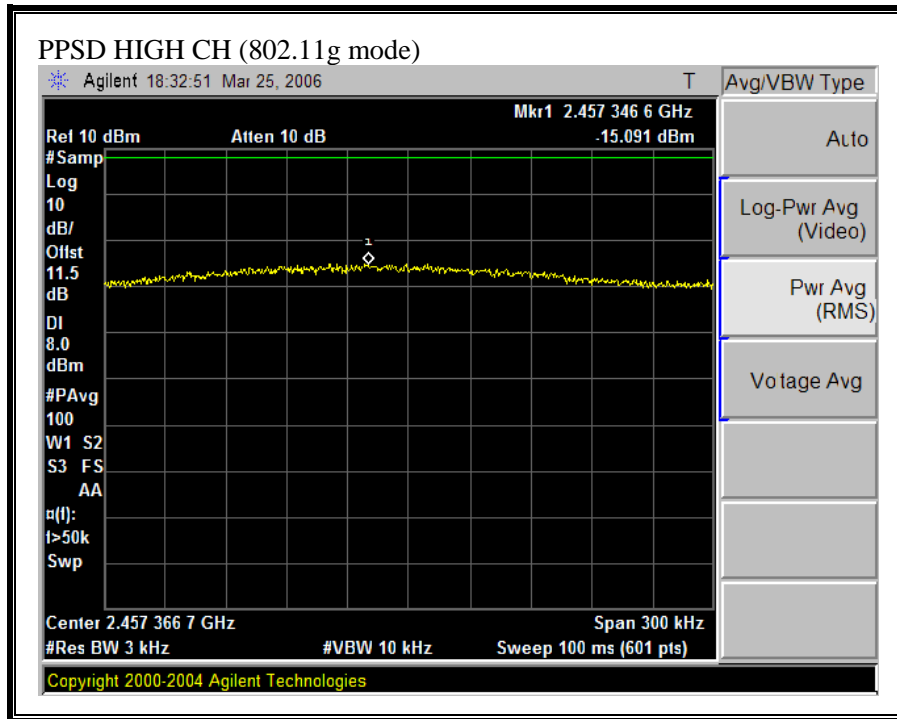 PPSD HIGH CH (802.11g mode)
Agilent 18:32:51 Mar 25, 2006 T
Mkr1 2.457 346 6 GHz
Ref 10 dBm Atten 10 dB -15.091 dBm
#Samp
Log
10
dB/
Offst
11.5
dB
DI
8.0
dBm
#PAvg
100
W1 S2
S3 FS
AA
¤(f):
f>50k
Swp
1
Center 2.457 366 7 GHz Span 300 kHz
#Res BW 3 kHz #VBW 10 kHz Sweep 100 ms (601 pts)
Copyright 2000-2004 Agilent Technologies
Avg/VBW Type
Auto
Log-Pwr Avg
(Video)
Pwr Avg
(RMS)
Vo tage Avg